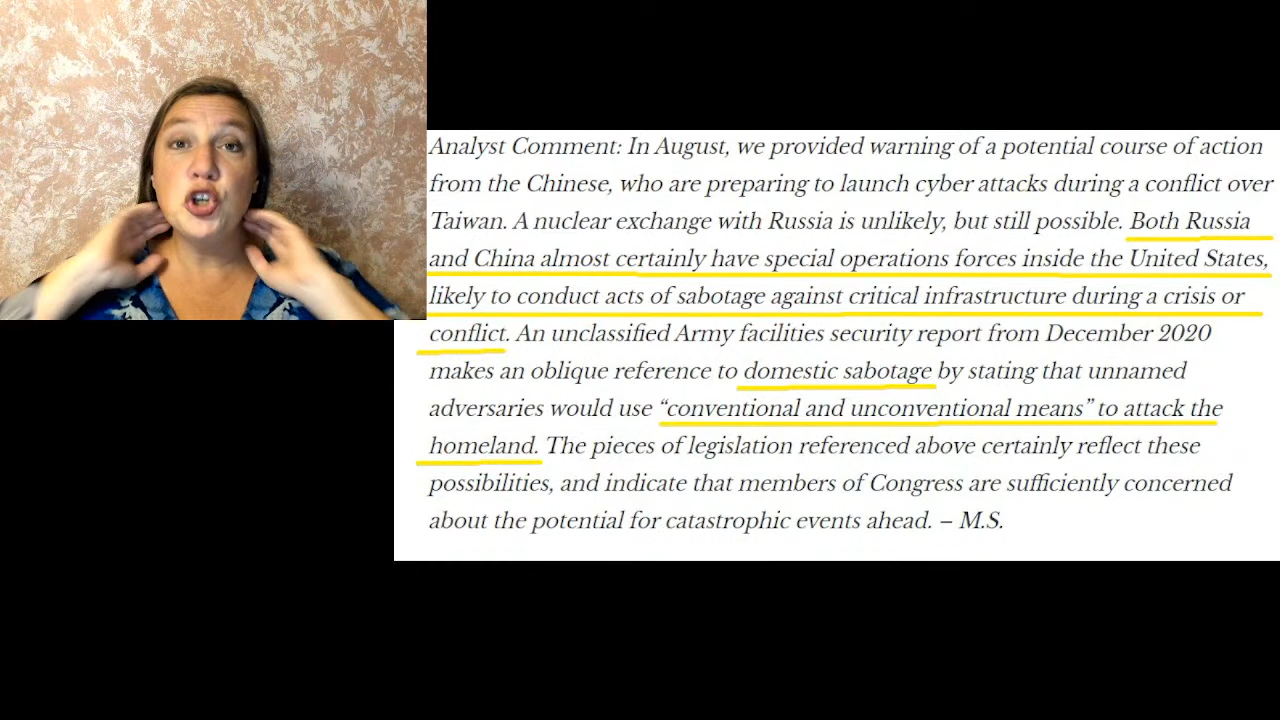 Analyst Comment: In August, we provided warning of a potential course of action
from the Chinese, who are preparing to launch cyber attacks during a conflict over
Taiwan. A nuclear exchange with Russia is unlikely, but still possible. Both Russia
and China almost certainly have special operations forces inside the United States,
likely to conduct acts of sabotage against critical infrastructure during a crisis or
conflict. An unclassified Army facilities security report from December 2020
makes an oblique reference to domestic sabotage by stating that unnamed
adversaries would use “conventional and unconventional means” to attack the
homeland. The pieces of legislation referenced above certainly reflect these
possibilities, and indicate that members of Congress are sufficiently concerned
about the potential for catastrophic events ahead. – M.S.